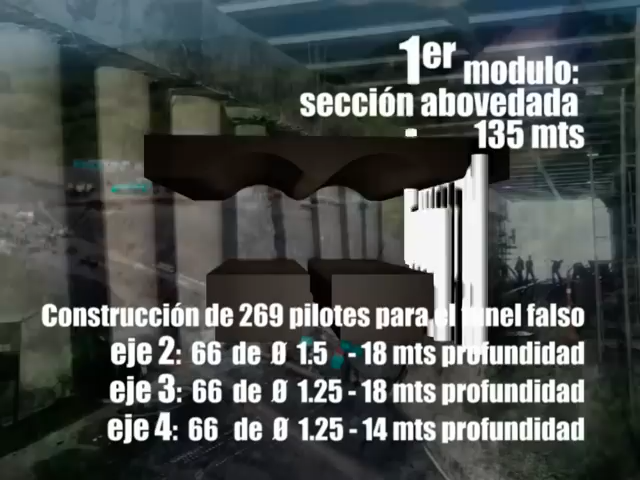 1er modulo:
sección abovedada
135 mts
Construcción de 269 pilotes para el tunel falso
eje 2: 66 de Ø 1.5 - 18 mts profundidad
eje 3: 66 de Ø 1.25 - 18 mts profundidad
eje 4: 66 de Ø 1.25 - 14 mts profundidad